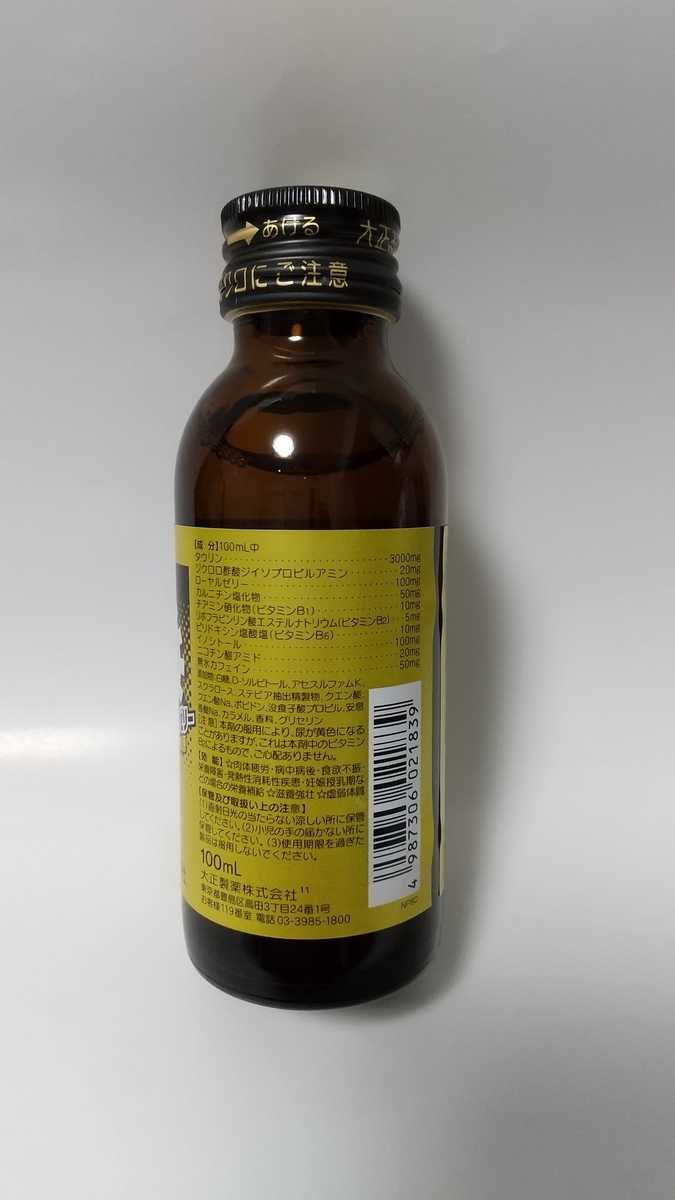 あける 大正
口にご注意
【成 分】100mL中
タウリン 3000mg
ジクロロ酢酸ジイソプロピルアミン 20mg
ローヤルゼリー 100mg
カルニチン塩化物 50mg
チアミン硝化物(ビタミンB1) 10mg
リボフラビンリン酸エステルナトリウム(ビタミンB2) 5mg
ピリドキシン塩酸塩(ビタミンB6) 10mg
イノシトール 100mg
ニコチン酸アミド 20mg
無水カフェイン 50mg
添加物:白糖、D-ソルビトール、アセスルファムK、
スクラロース、ステビア抽出精製物、クエン酸、
クエン酸Na、ポビドン、没食子酸プロピル、安息
香酸Na、カラメル、香料、グリセリン
[注 意]本剤の服用により、尿が黄色になる
ことがありますが、これは本剤中のビタミン
B2によるもので、ご心配ありません。
【効 能】☆肉体疲労・病中病後・食欲不振・
栄養障害・発熱性消耗性疾患・妊娠授乳期な
どの場合の栄養補給 ☆滋養強壮 ☆虚弱体質
【保管及び取扱い上の注意】
(1)直射日光の当たらない涼しい所に保管
してください。(2)小児の手の届かない所に
保管してください。(3)使用期限を過ぎた
製品は服用しないでください。
100mL
大正製薬株式会社 11
東京都豊島区高田3丁目24番1号
お客様119番室 電話03-3985-1800
4 987306 021839
NP8D